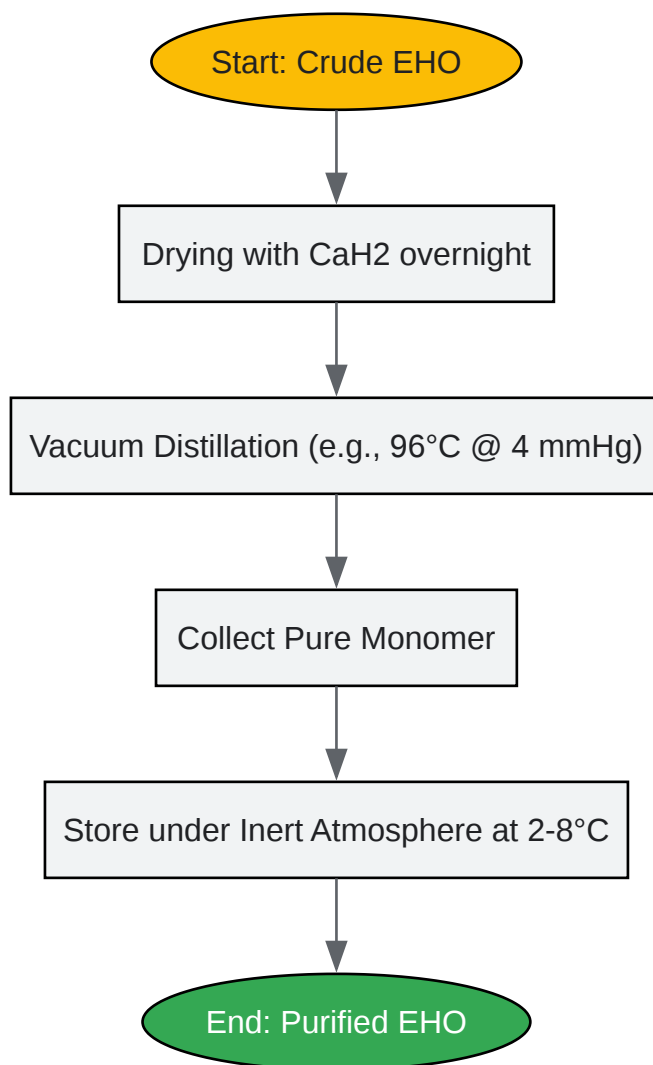 Start: Crude EHO
Drying with CaH2 overnight
Vacuum Distillation (e.g., 96°C @ 4 mmHg)
Collect Pure Monomer
Store under Inert Atmosphere at 2-8°C
End: Purified EHO